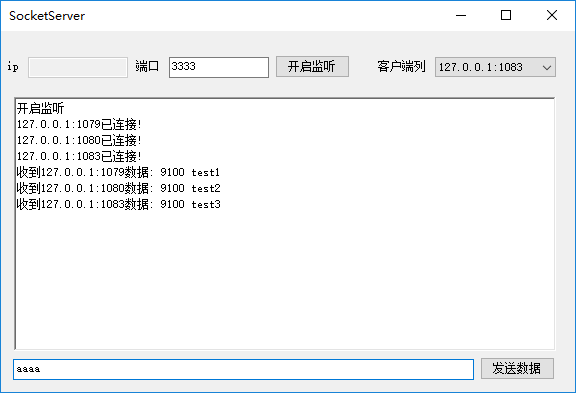 SocketServer
ip 端口 3333 开启监听 客户端列 127.0.0.1:1083
开启监听
127.0.0.1:1079已连接!
127.0.0.1:1080已连接!
127.0.0.1:1083已连接!
收到127.0.0.1:1079数据: 9100 test1
收到127.0.0.1:1080数据: 9100 test2
收到127.0.0.1:1083数据: 9100 test3
aaaa 发送数据